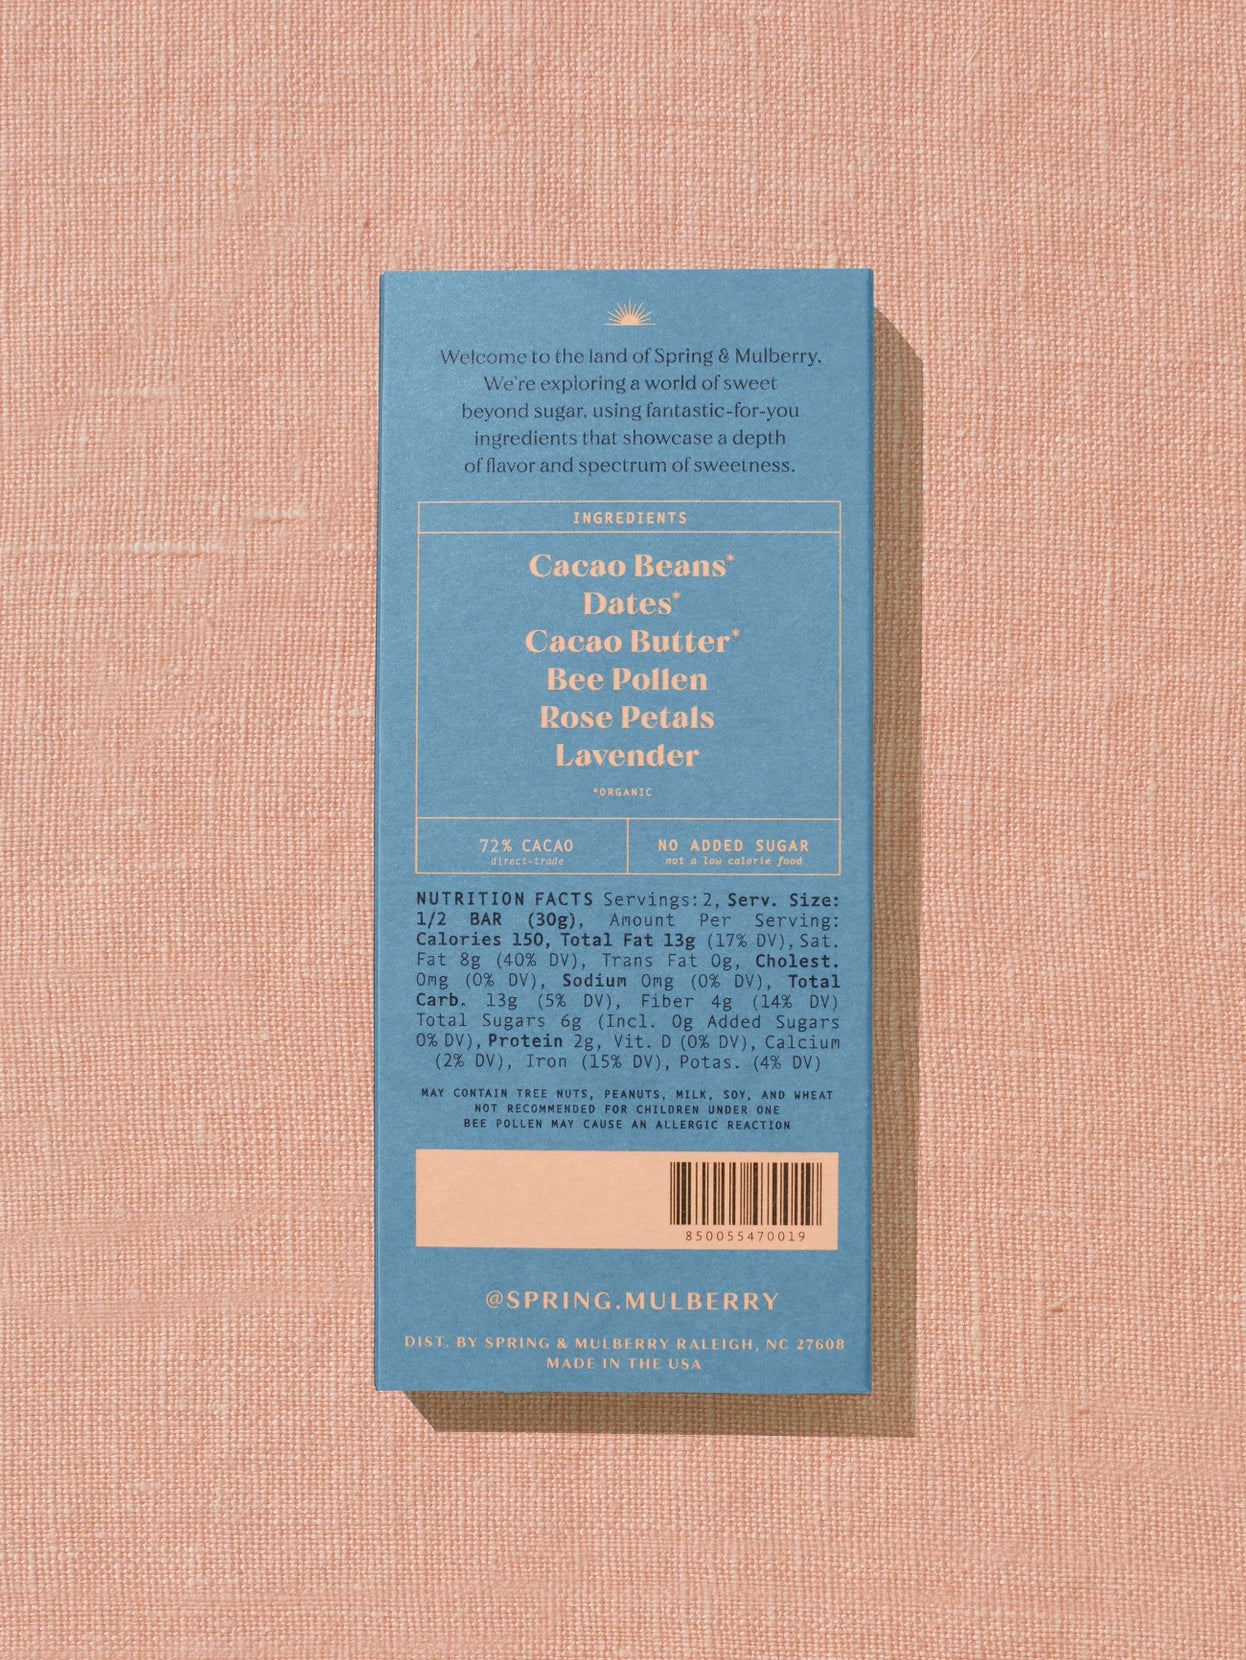 Welcome to the land of Spring & Mulberry.
We're exploring a world of sweet
beyond sugar, using fantastic-for-you
ingredients that showcase a depth
of flavor and spectrum of sweetness.
INGREDIENTS
Cacao Beans*
Dates*
Cacao Butter*
Bee Pollen
Rose Petals
Lavender
*ORGANIC
72% CACAO
direct-trade
NO ADDED SUGAR
not a low calorie food
NUTRITION FACTS Servings: 2, Serv. Size:
1/2 BAR (30g), Amount Per Serving:
Calories 150, Total Fat 13g (17% DV), Sat.
Fat 8g (40% DV), Trans Fat 0g, Cholest.
0mg (0% DV), Sodium 0mg (0% DV), Total
Carb. 13g (5% DV), Fiber 4g (14% DV)
Total Sugars 6g (Incl. 0g Added Sugars
0% DV), Protein 2g, Vit. D (0% DV), Calcium
(2% DV), Iron (15% DV), Potas. (4% DV)
MAY CONTAIN TREE NUTS, PEANUTS, MILK, SOY, AND WHEAT
NOT RECOMMENDED FOR CHILDREN UNDER ONE
BEE POLLEN MAY CAUSE AN ALLERGIC REACTION
850055470019
@SPRING.MULBERRY
DIST. BY SPRING & MULBERRY RALEIGH, NC 27608
MADE IN THE USA